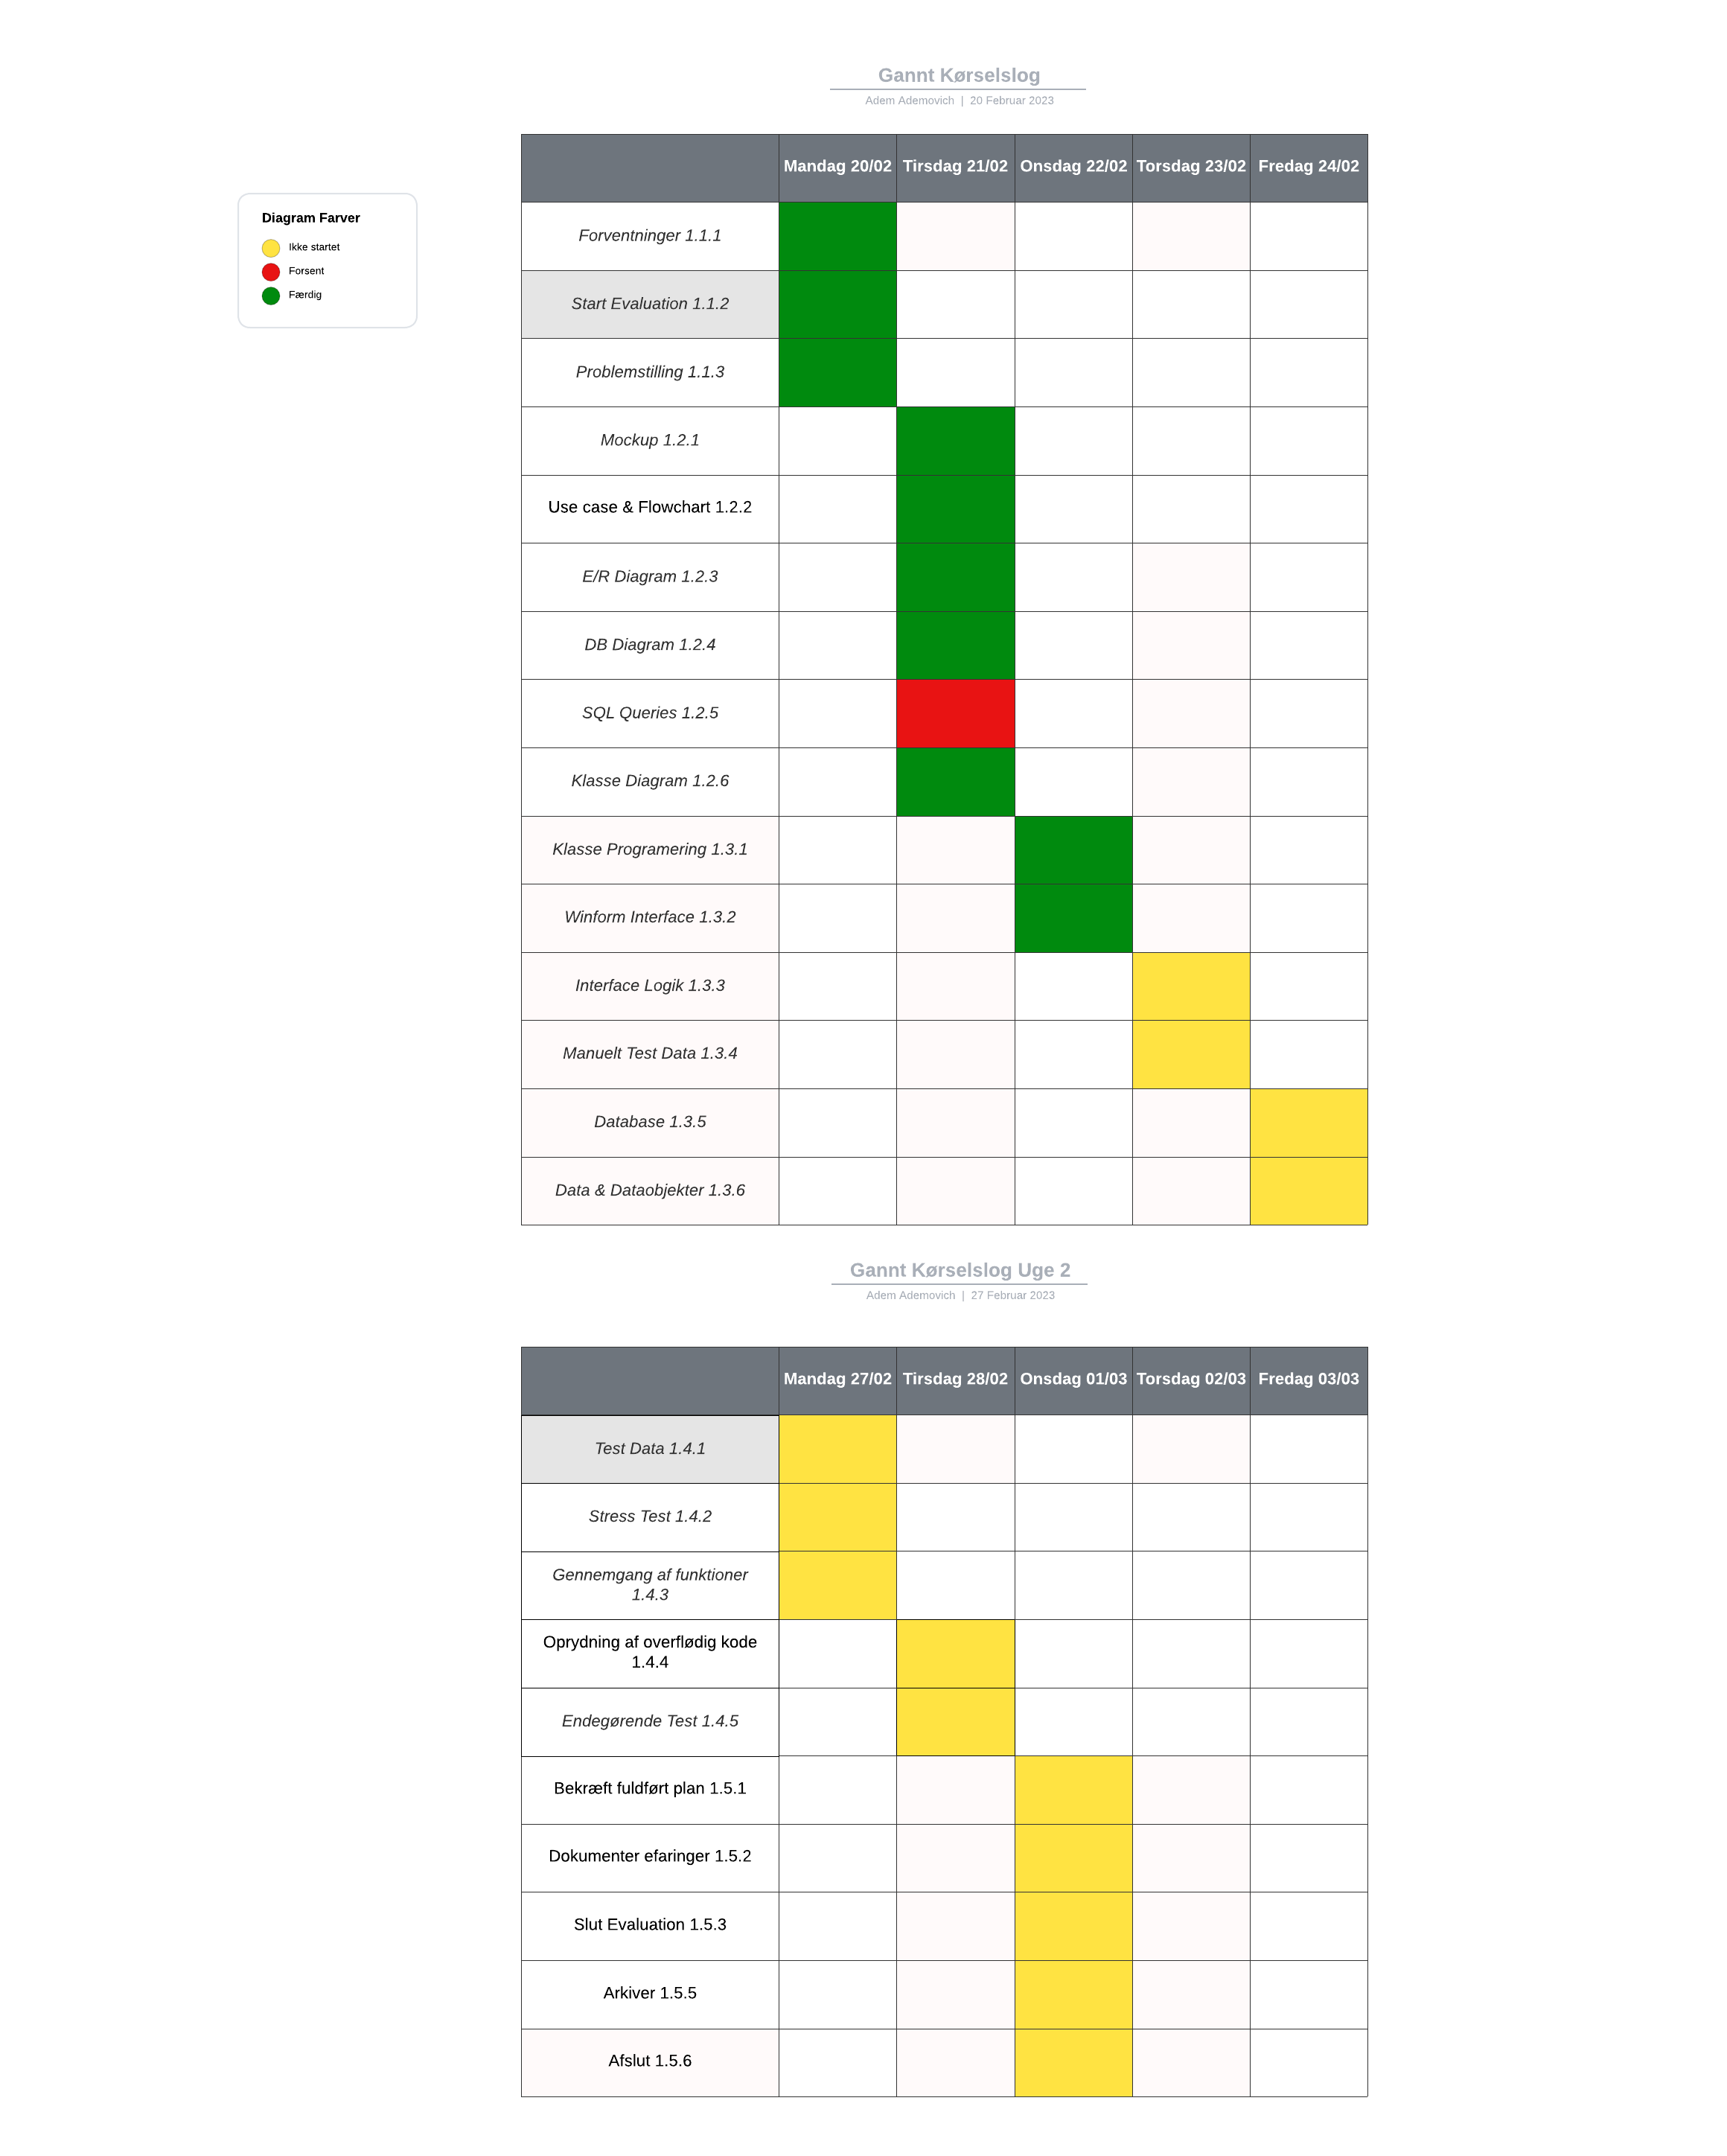 Gannt Kørselslog
Adem Ademovich | 20 Februar 2023
Mandag 20/02 Tirsdag 21/02 Onsdag 22/02 Torsdag 23/02 Fredag 24/02
Diagram Farver
Ikke startet
Forsent
Færdig
Forventninger 1.1.1
Start Evaluation 1.1.2
Problemstilling 1.1.3
Mockup 1.2.1
Use case & Flowchart 1.2.2
E/R Diagram 1.2.3
DB Diagram 1.2.4
SQL Queries 1.2.5
Klasse Diagram 1.2.6
Klasse Programering 1.3.1
Winform Interface 1.3.2
Interface Logik 1.3.3
Manuelt Test Data 1.3.4
Database 1.3.5
Data & Dataobjekter 1.3.6
Gannt Kørselslog Uge 2
Adem Ademovich | 27 Februar 2023
Mandag 27/02 Tirsdag 28/02 Onsdag 01/03 Torsdag 02/03 Fredag 03/03
Test Data 1.4.1
Stress Test 1.4.2
Gennemgang af funktioner
1.4.3
Oprydning af overflødig kode
1.4.4
Endegørende Test 1.4.5
Bekræft fuldført plan 1.5.1
Dokumenter efaringer 1.5.2
Slut Evaluation 1.5.3
Arkiver 1.5.5
Afslut 1.5.6